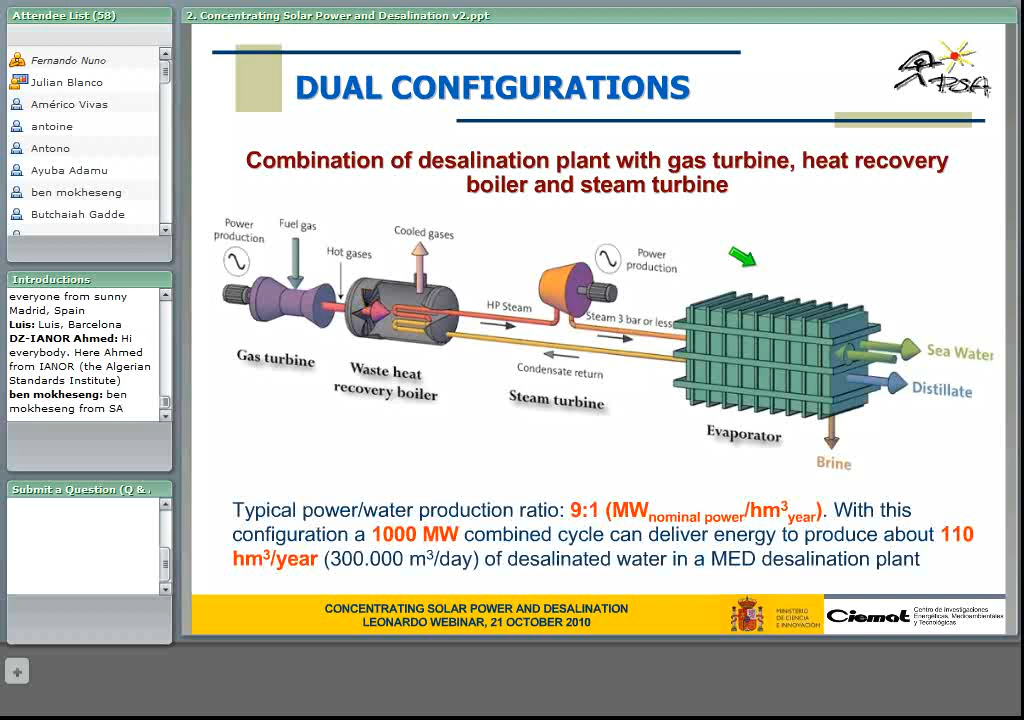 Attendee List (58)
Fernando Nuno
Julian Blanco
Américo Vivas
antoine
Antono
Ayuba Adamu
ben mokheseng
Butchaiah Gadde
Introductions
everyone from sunny
Madrid, Spain
Luis: Luis, Barcelona
DZ-IANOR Ahmed: Hi
everybody. Here Ahmed
from IANOR (the Algerian
Standards Institute)
ben mokheseng: ben
mokheseng from SA
Submit a Question (Q & .
2. Concentrating Solar Power and Desalination v2.ppt
DUAL CONFIGURATIONS
PSA
Combination of desalination plant with gas turbine, heat recovery
boiler and steam turbine
Power
production
Fuel gas
Hot gases
Cooled gases
HP Steam
Power
production
Steam 3 bar or less
Condensate return
Gas turbine
Waste heat
recovery boiler
Steam turbine
Evaporator
Sea Water
Distillate
Brine
Typical power/water production ratio: 9:1 (MWnominal power/hm3year). With this
configuration a 1000 MW combined cycle can deliver energy to produce about 110
hm3/year (300.000 m3/day) of desalinated water in a MED desalination plant
CONCENTRATING SOLAR POWER AND DESALINATION
LEONARDO WEBINAR, 21 OCTOBER 2010
MINISTERIO
DE CIENCIA
E INNOVACIÓN
Ciemat
Centro de Investigaciones
Energéticas, Medioambientales
y Tecnológicas